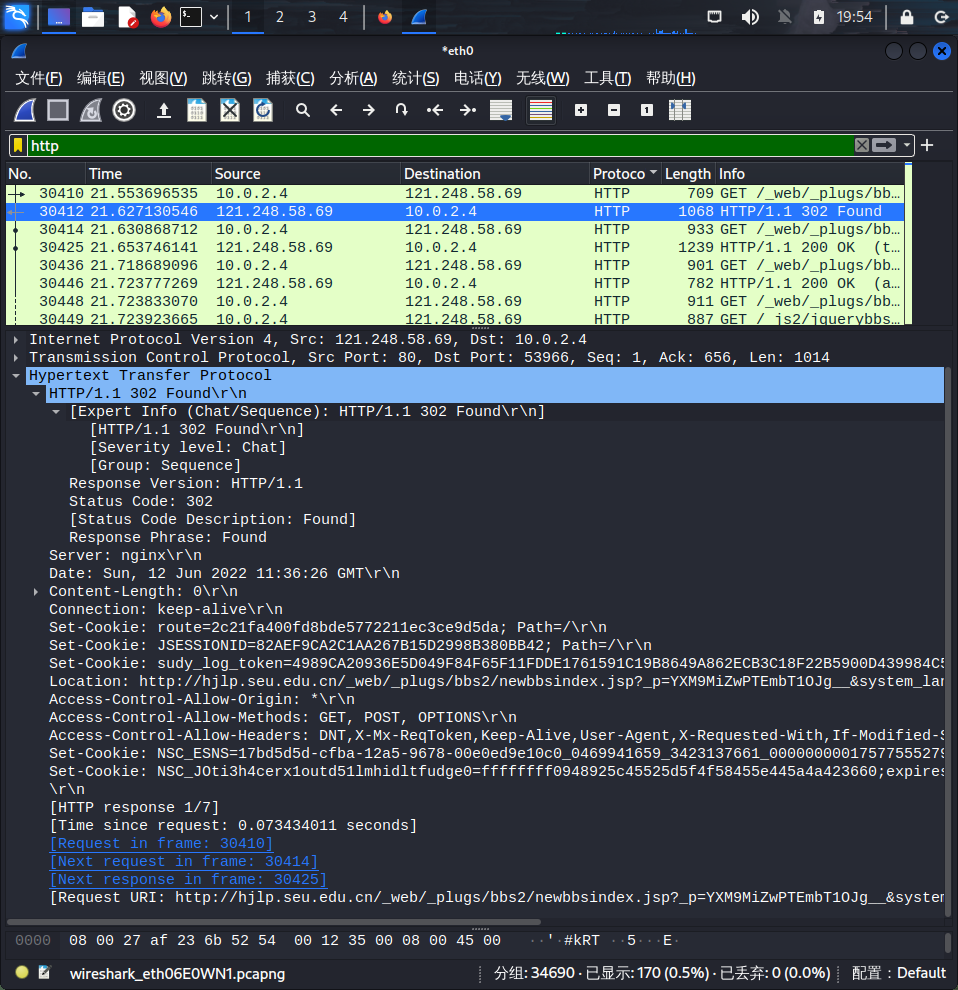 1 2 3 4 19:54
*eth0
文件(F) 编辑(E) 视图(V) 跳转(G) 捕获(C) 分析(A) 统计(S) 电话(Y) 无线(W) 工具(T) 帮助(H)
http
No. Time Source Destination Protoco Length Info
30410 21.553696535 10.0.2.4 121.248.58.69 HTTP 709 GET /_web/_plugs/bb…
30412 21.627130546 121.248.58.69 10.0.2.4 HTTP 1068 HTTP/1.1 302 Found
30414 21.630868712 10.0.2.4 121.248.58.69 HTTP 933 GET /_web/_plugs/bb…
30425 21.653746141 121.248.58.69 10.0.2.4 HTTP 1239 HTTP/1.1 200 OK (t…
30436 21.718689096 10.0.2.4 121.248.58.69 HTTP 901 GET /_web/_plugs/bb…
30446 21.723777269 121.248.58.69 10.0.2.4 HTTP 782 HTTP/1.1 200 OK (a…
30448 21.723833070 10.0.2.4 121.248.58.69 HTTP 911 GET /_web/_plugs/bb…
30449 21.723923665 10.0.2.4 121.248.58.69 HTTP 887 GET /_js2/jquerybbs…
Internet Protocol Version 4, Src: 121.248.58.69, Dst: 10.0.2.4
Transmission Control Protocol, Src Port: 80, Dst Port: 53966, Seq: 1, Ack: 656, Len: 1014
Hypertext Transfer Protocol
HTTP/1.1 302 Found\r\n
[Expert Info (Chat/Sequence): HTTP/1.1 302 Found\r\n]
[HTTP/1.1 302 Found\r\n]
[Severity level: Chat]
[Group: Sequence]
Response Version: HTTP/1.1
Status Code: 302
[Status Code Description: Found]
Response Phrase: Found
Server: nginx\r\n
Date: Sun, 12 Jun 2022 11:36:26 GMT\r\n
Content-Length: 0\r\n
Connection: keep-alive\r\n
Set-Cookie: route=2c21fa400fd8bde5772211ec3ce9d5da; Path=/\r\n
Set-Cookie: JSESSIONID=82AEF9CA2C1AA267B15D2998B380BB42; Path=/\r\n
Set-Cookie: sudy_log_token=4989CA20936E5D049F84F65F11FDDE1761591C19B8649A862ECB3C18F22B5900D439984C5
Location: http://hjlp.seu.edu.cn/_web/_plugs/bbs2/newbbsindex.jsp?_p=YXM9MiZwPTEmbT1OJg__&system_lan
Access-Control-Allow-Origin: *\r\n
Access-Control-Allow-Methods: GET, POST, OPTIONS\r\n
Access-Control-Allow-Headers: DNT,X-Mx-ReqToken,Keep-Alive,User-Agent,X-Requested-With,If-Modified-S
Set-Cookie: NSC_ESNS=17bd5d5d-cfba-12a5-9678-00e0ed9e10c0_0469941659_3423137661_00000000017577555279
Set-Cookie: NSC_JOti3h4cerx1outd51lmhidltfudge0=ffffffff0948925c45525d5f4f58455e445a4a423660;expires
\r\n
[HTTP response 1/7]
[Time since request: 0.073434011 seconds]
[Request in frame: 30410]
[Next request in frame: 30414]
[Next response in frame: 30425]
[Request URI: http://hjlp.seu.edu.cn/_web/_plugs/bbs2/newbbsindex.jsp?_p=YXM9MiZwPTEmbT1OJg__&system
0000 08 00 27 af 23 6b 52 54 00 12 35 00 08 00 45 00 ··'·#kRT ··5···E·
wireshark_eth06E0WN1.pcapng 分组: 34690 · 已显示: 170 (0.5%) · 已丢弃: 0 (0.0%) 配置：Default